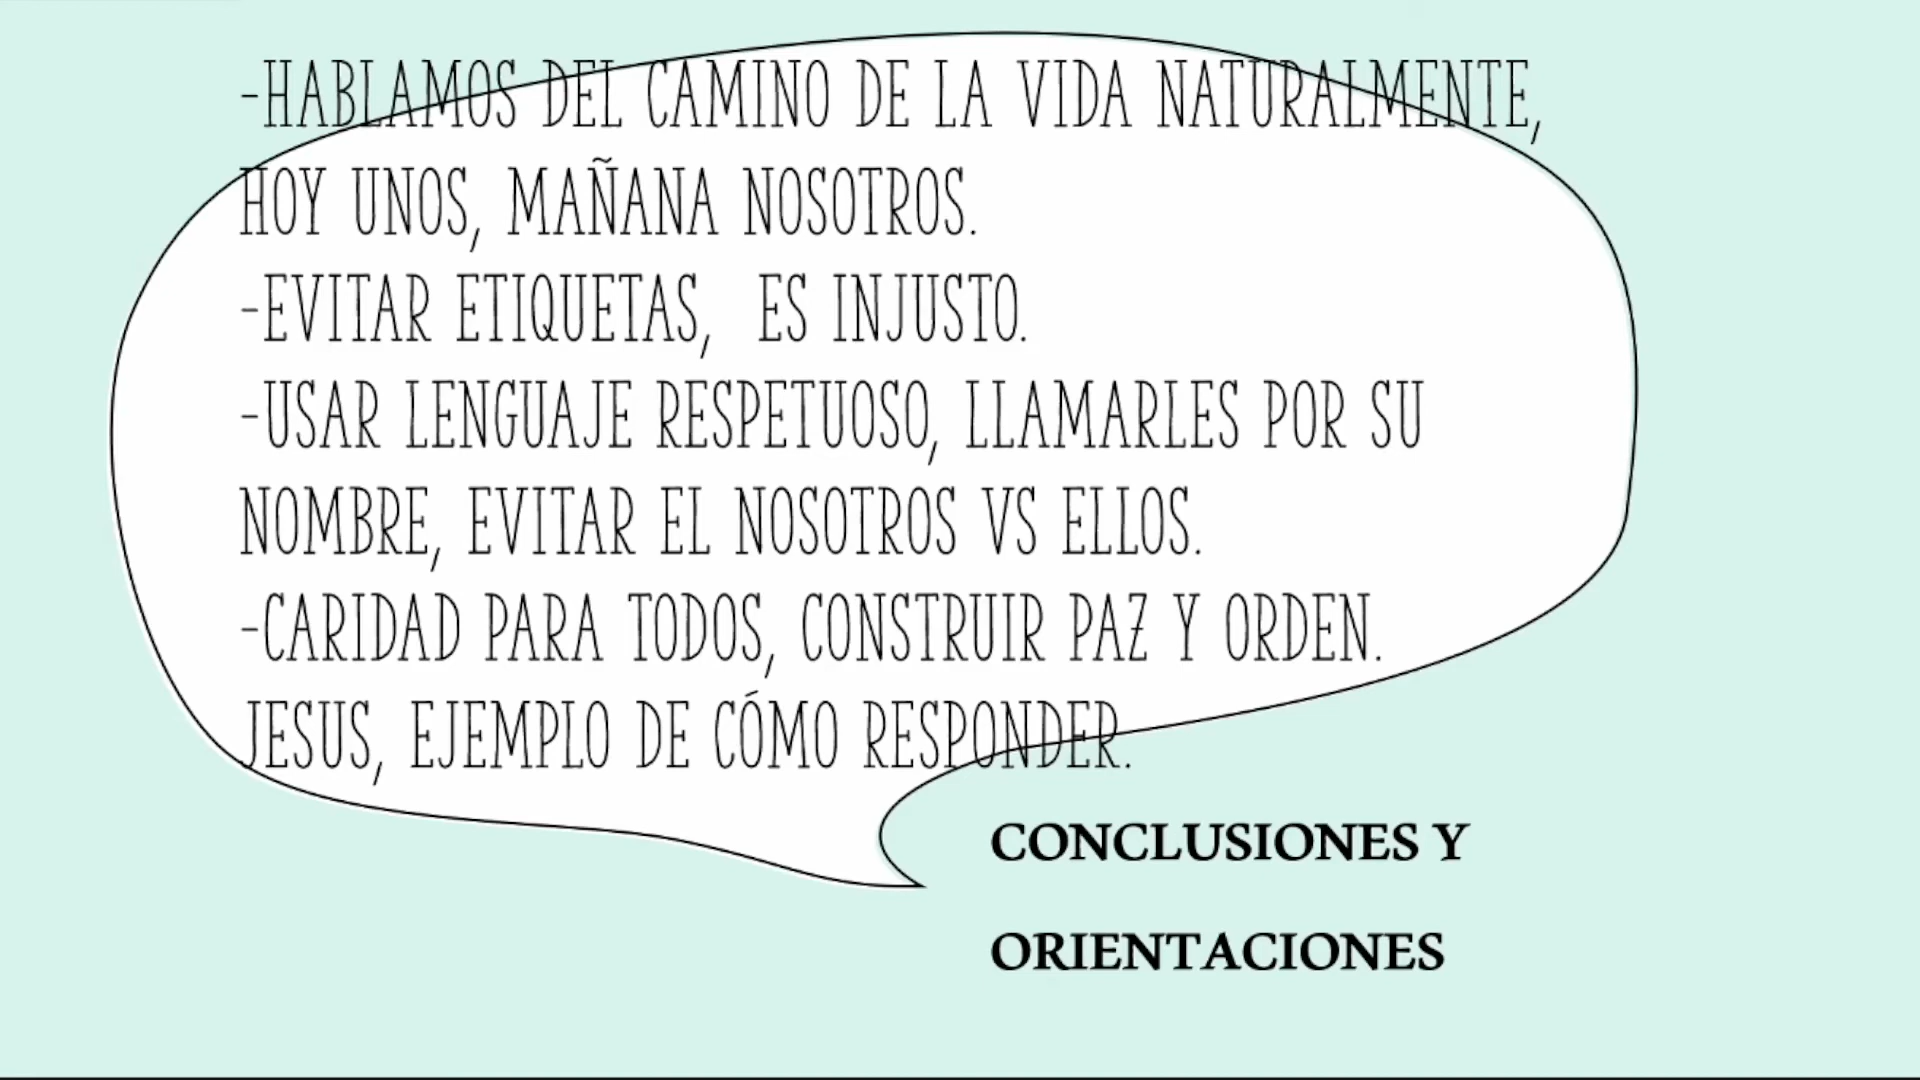 -HABLAMOS DEL CAMINO DE LA VIDA NATURALMENTE,
HOY UNOS, MAÑANA NOSOTROS.
-EVITAR ETIQUETAS,  ES INJUSTO.
-USAR LENGUAJE RESPETUOSO, LLAMARLES POR SU
NOMBRE, EVITAR EL NOSOTROS VS ELLOS.
-CARIDAD PARA TODOS, CONSTRUIR PAZ Y ORDEN.
JESUS, EJEMPLO DE CÓMO RESPONDER.
CONCLUSIONES Y
ORIENTACIONES